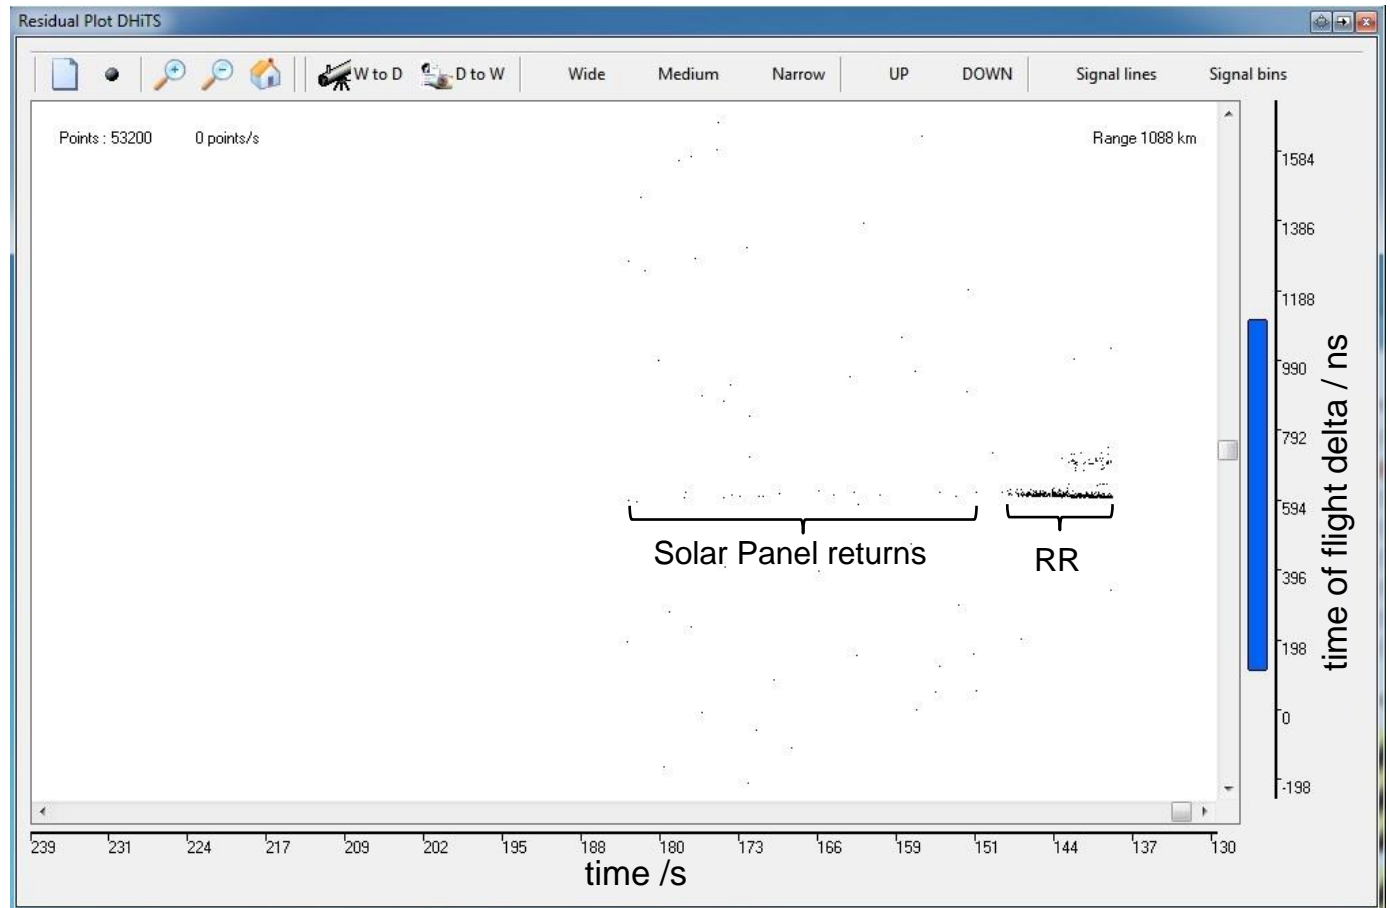 Residual Plot DHiTS
W to D D to W Wide Medium Narrow UP DOWN Signal lines Signal bins
Points : 53200 0 points/s Range 1088 km
1584
1386
1188
990
792
594
396
198
0
-198
time of flight delta / ns
Solar Panel returns RR
239 231 224 217 209 202 195 188 180 173 166 159 151 144 137 130
time /s